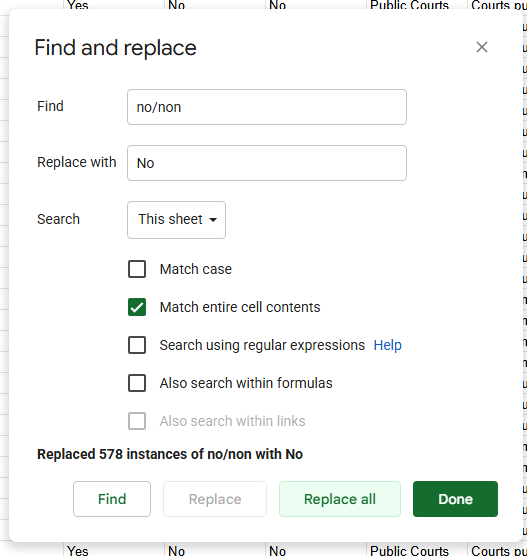 Yes No No Public Courts Courts pu
Find and replace
Find no/non
Replace with No
Search This sheet
Match case
Match entire cell contents
Search using regular expressions Help
Also search within formulas
Also search within links
Replaced 578 instances of no/non with No
Find Replace Replace all Done
Yes No No Public Courts Courts pu